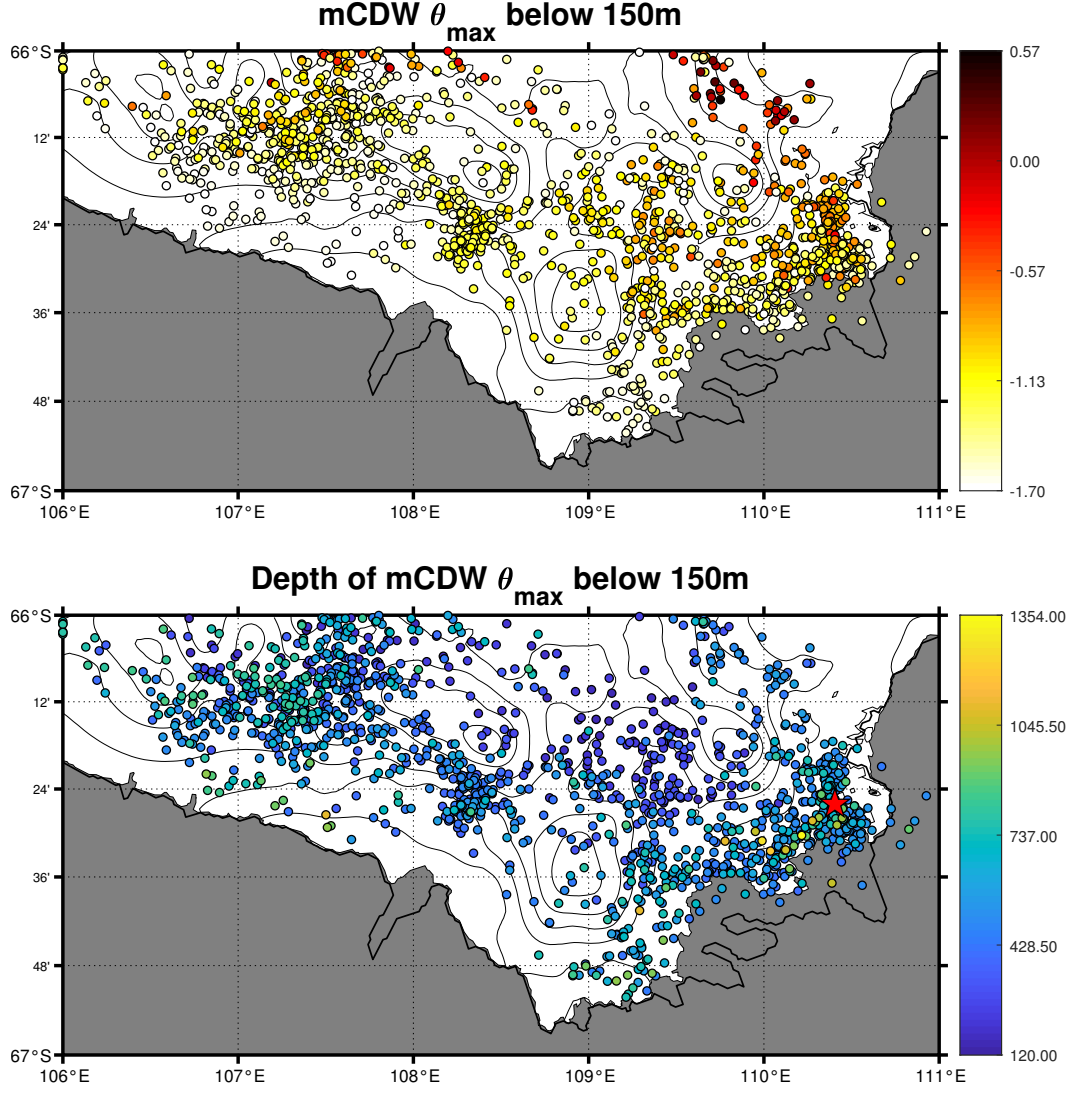 mCDW θmax below 150m
66°S
12'
24'
36'
48'
67°S
106°E
107°E
108°E
109°E
110°E
111°E
0.57
0.00
-0.57
-1.13
-1.70
Depth of mCDW θmax below 150m
66°S
12'
24'
36'
48'
67°S
106°E
107°E
108°E
109°E
110°E
111°E
1354.00
1045.50
737.00
428.50
120.00